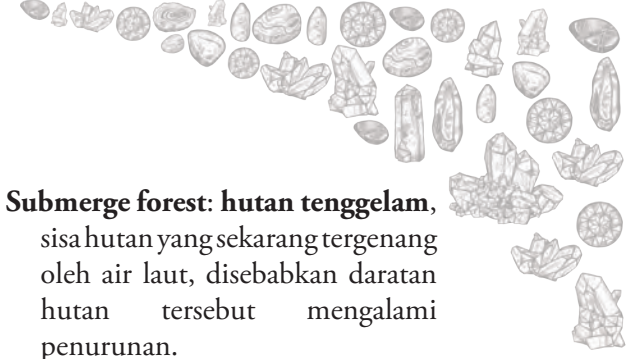 Submerge forest: hutan tenggelam,
sisa hutan yang sekarang tergenang
oleh air laut, disebabkan daratan
hutan tersebut mengalami
penurunan.